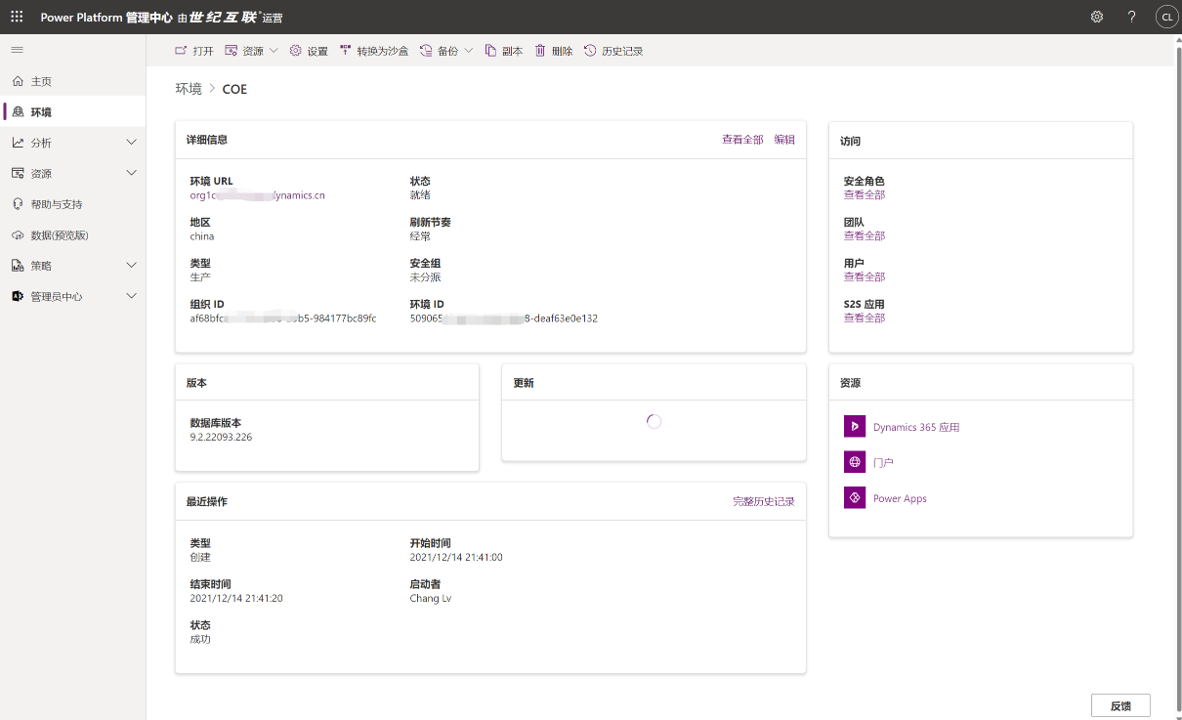 Power Platform 管理中心 由世纪互联运营
CL
打开 资源 设置 转换为沙盒 备份 副本 删除 历史记录
主页
环境
分析
资源
帮助与支持
数据(预览版)
策略
管理员中心
环境 > COE
详细信息 查看全部 编辑
环境 URL 状态
org1c ynamics.cn 就绪
地区 刷新节奏
china 经常
类型 安全组
生产 未分派
组织 ID 环境 ID
af68bfc b5-984177bc89fc 509065 8-deaf63e0e132
访问
安全角色
查看全部
团队
查看全部
用户
查看全部
S2S 应用
查看全部
版本
数据库版本
9.2.22093.226
更新
资源
Dynamics 365 应用
门户
Power Apps
最近操作 完整历史记录
类型 开始时间
创建 2021/12/14 21:41:00
结束时间 启动者
2021/12/14 21:41:20 Chang Lv
状态
成功
反馈